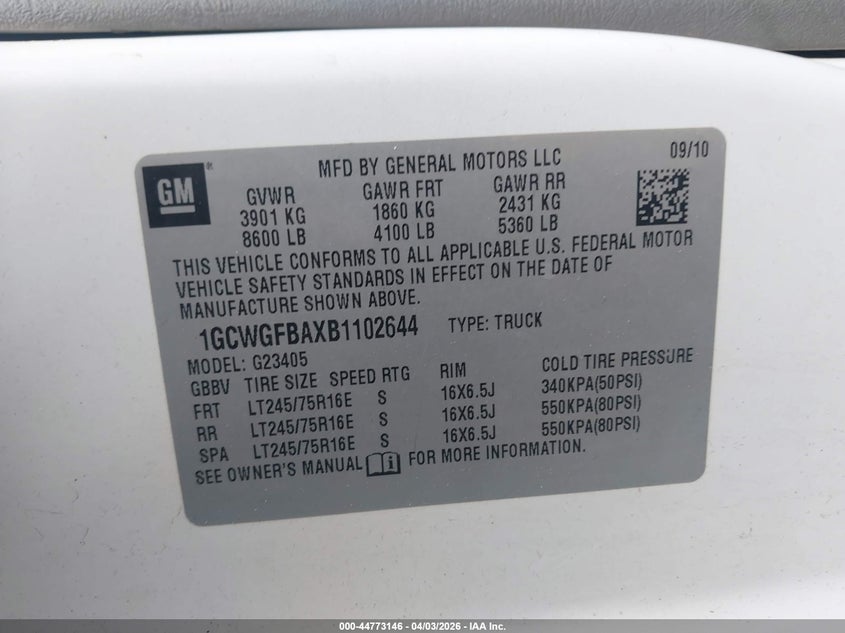 GM ®
MFD BY GENERAL MOTORS LLC 09/10
GVWR GAWR FRT GAWR RR
3901 KG 1860 KG 2431 KG
8600 LB 4100 LB 5360 LB
THIS VEHICLE CONFORMS TO ALL APPLICABLE U.S. FEDERAL MOTOR
VEHICLE SAFETY STANDARDS IN EFFECT ON THE DATE OF
MANUFACTURE SHOWN ABOVE.
1GCWGFBAXB1102644 TYPE: TRUCK
MODEL: G23405
GBBV TIRE SIZE SPEED RTG RIM COLD TIRE PRESSURE
FRT LT245/75R16E S 16X6.5J 340KPA(50PSI)
RR LT245/75R16E S 16X6.5J 550KPA(80PSI)
SPA LT245/75R16E S 16X6.5J 550KPA(80PSI)
SEE OWNER'S MANUAL i FOR MORE INFORMATION.
000-44773146 - 04/03/2026 - IAA Inc.